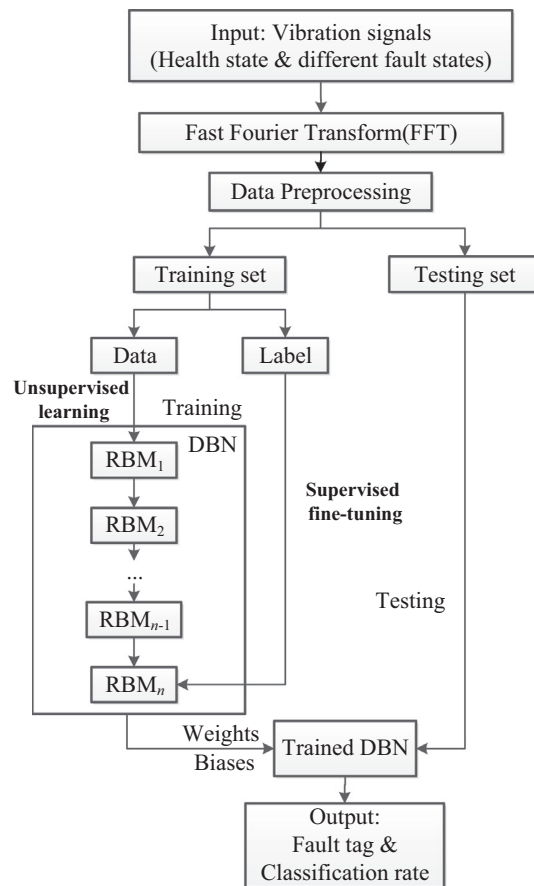 Input: Vibration signals
(Health state & different fault states)
Fast Fourier Transform(FFT)
Data Preprocessing
Training set
Testing set
Data
Label
Unsupervised
learning
Training
DBN
RBM1
RBM2
Supervised
fine-tuning
...
Testing
RBMn-1
RBMn
Weights
Biases
Trained DBN
Output:
Fault tag &
Classification rate